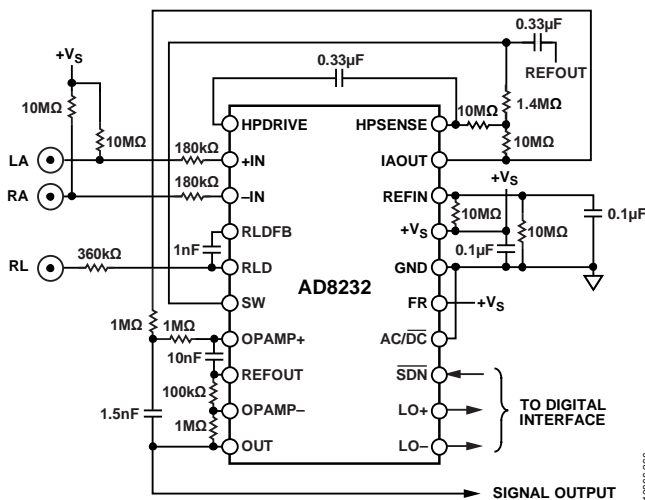 0.33µF
+VS
0.33µF
REFOUT
10MΩ
10MΩ
1.4MΩ
HPDRIVE
HPSENSE
10MΩ
10MΩ
LA
180kΩ
+IN
IAOUT
+VS
RA
180kΩ
–IN
REFIN
10MΩ
0.1µF
RLDFB
+VS
1nF
0.1µF
10MΩ
RL
360kΩ
RLD
GND
AD8232
SW
FR
+VS
1MΩ
1MΩ
OPAMP+
AC/DC
10nF
REFOUT
SDN
100kΩ
OPAMP–
LO+
TO DIGITAL
INTERFACE
1.5nF
1MΩ
OUT
LO–
SIGNAL OUTPUT